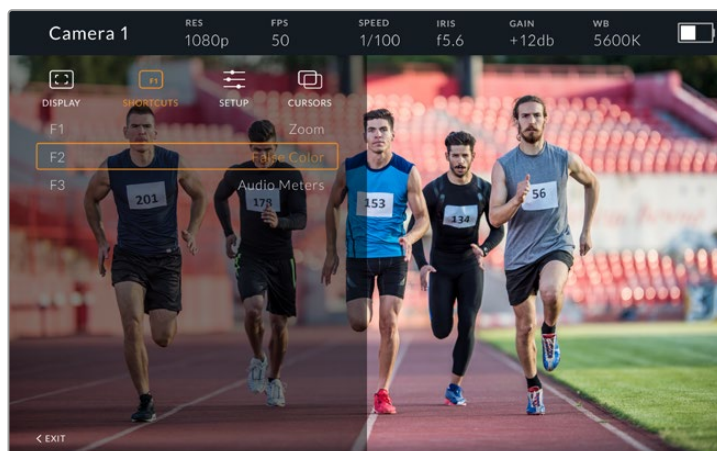 Camera 1
RES
1080p
FPS
50
SPEED
1/100
IRIS
f5.6
GAIN
+12db
WB
5600K
DISPLAY
F1
SHORTCUTS
SETUP
CURSORS
F1 Zoom
F2 False Color
F3 Audio Meters
201
178
153
134
56
< EXIT